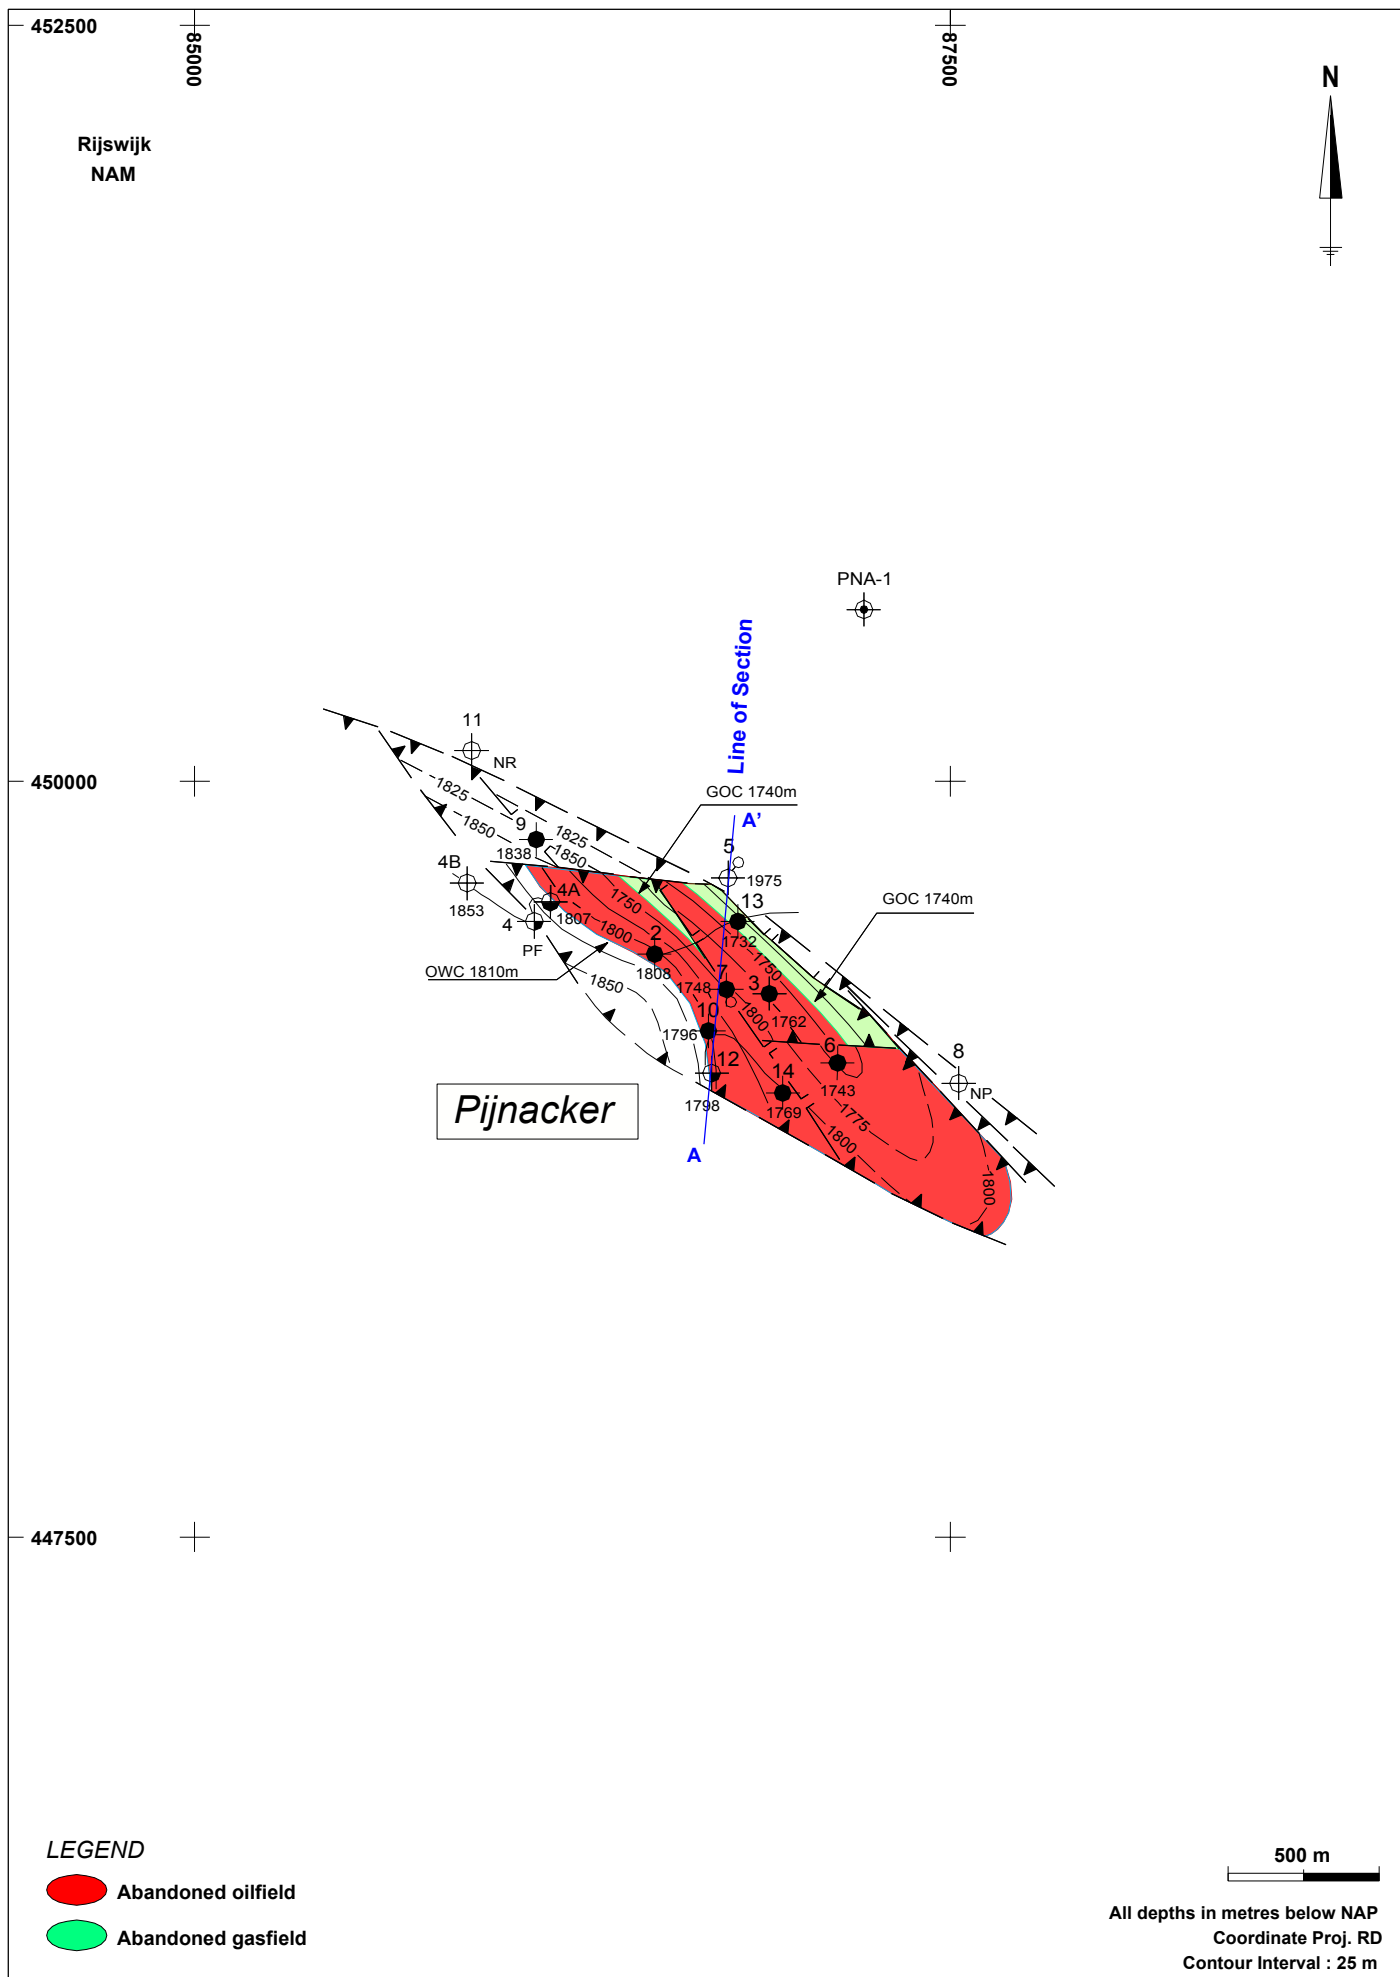 452500
85000
87500
N
Rijswijk
NAM
PNA-1
Line of Section
11
NR
450000
GOC 1740m
A'
1825
1850
9
1838
1825
1850
5
1975
4B
1853
4A
1807
4
PF
1750
13
1732
GOC 1740m
1800
2
1808
OWC 1810m
1850
1750
7
1748
3
1762
1800
10
1796
6
1743
8
NP
12
1798
14
1769
1775
1800
1800
Pijnacker
A
447500
LEGEND
Abandoned oilfield
Abandoned gasfield
500 m
All depths in metres below NAP
Coordinate Proj. RD
Contour Interval : 25 m